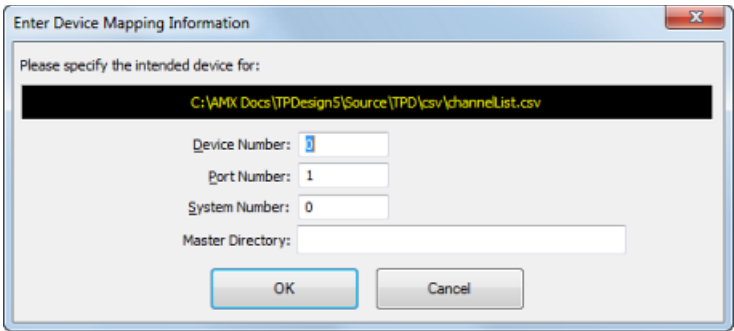 Enter Device Mapping Information
Please specify the intended device for:
C:\AMX Docs\TPDesign5\Source\TPD\csv\channelList.csv
Device Number: 0
Port Number: 1
System Number: 0
Master Directory:
OK Cancel